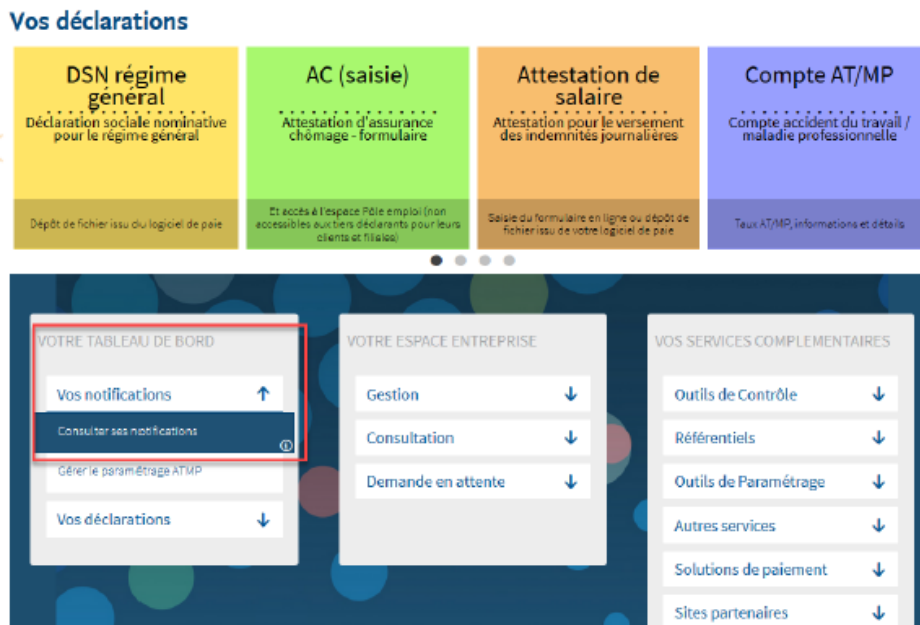 Vos déclarations
DSN régime
général
Déclaration sociale nominative
pour le régime général
Dépôt de fichier issu du logiciel de paie
AC (saisie)
Attestation d'assurance
chômage - formulaire
Et accès à l'espace Pôle emploi (non
accessibles aux tiers déclarants pour leurs
clients et filiales)
Attestation de
salaire
Attestation pour le versement
des indemnités journalières
Saisie du formulaire en ligne ou dépôt de
fichier issu de votre logiciel de paie
Compte AT/MP
Compte accident du travail /
maladie professionnelle
Taux AT/MP, informations et détails
VOTRE TABLEAU DE BORD
Vos notifications
Consulter ses notifications
Gérer le paramétrage ATMP
Vos déclarations
VOTRE ESPACE ENTREPRISE
Gestion
Consultation
Demande en attente
VOS SERVICES COMPLEMENTAIRES
Outils de Contrôle
Référentiels
Outils de Paramétrage
Autres services
Solutions de paiement
Sites partenaires